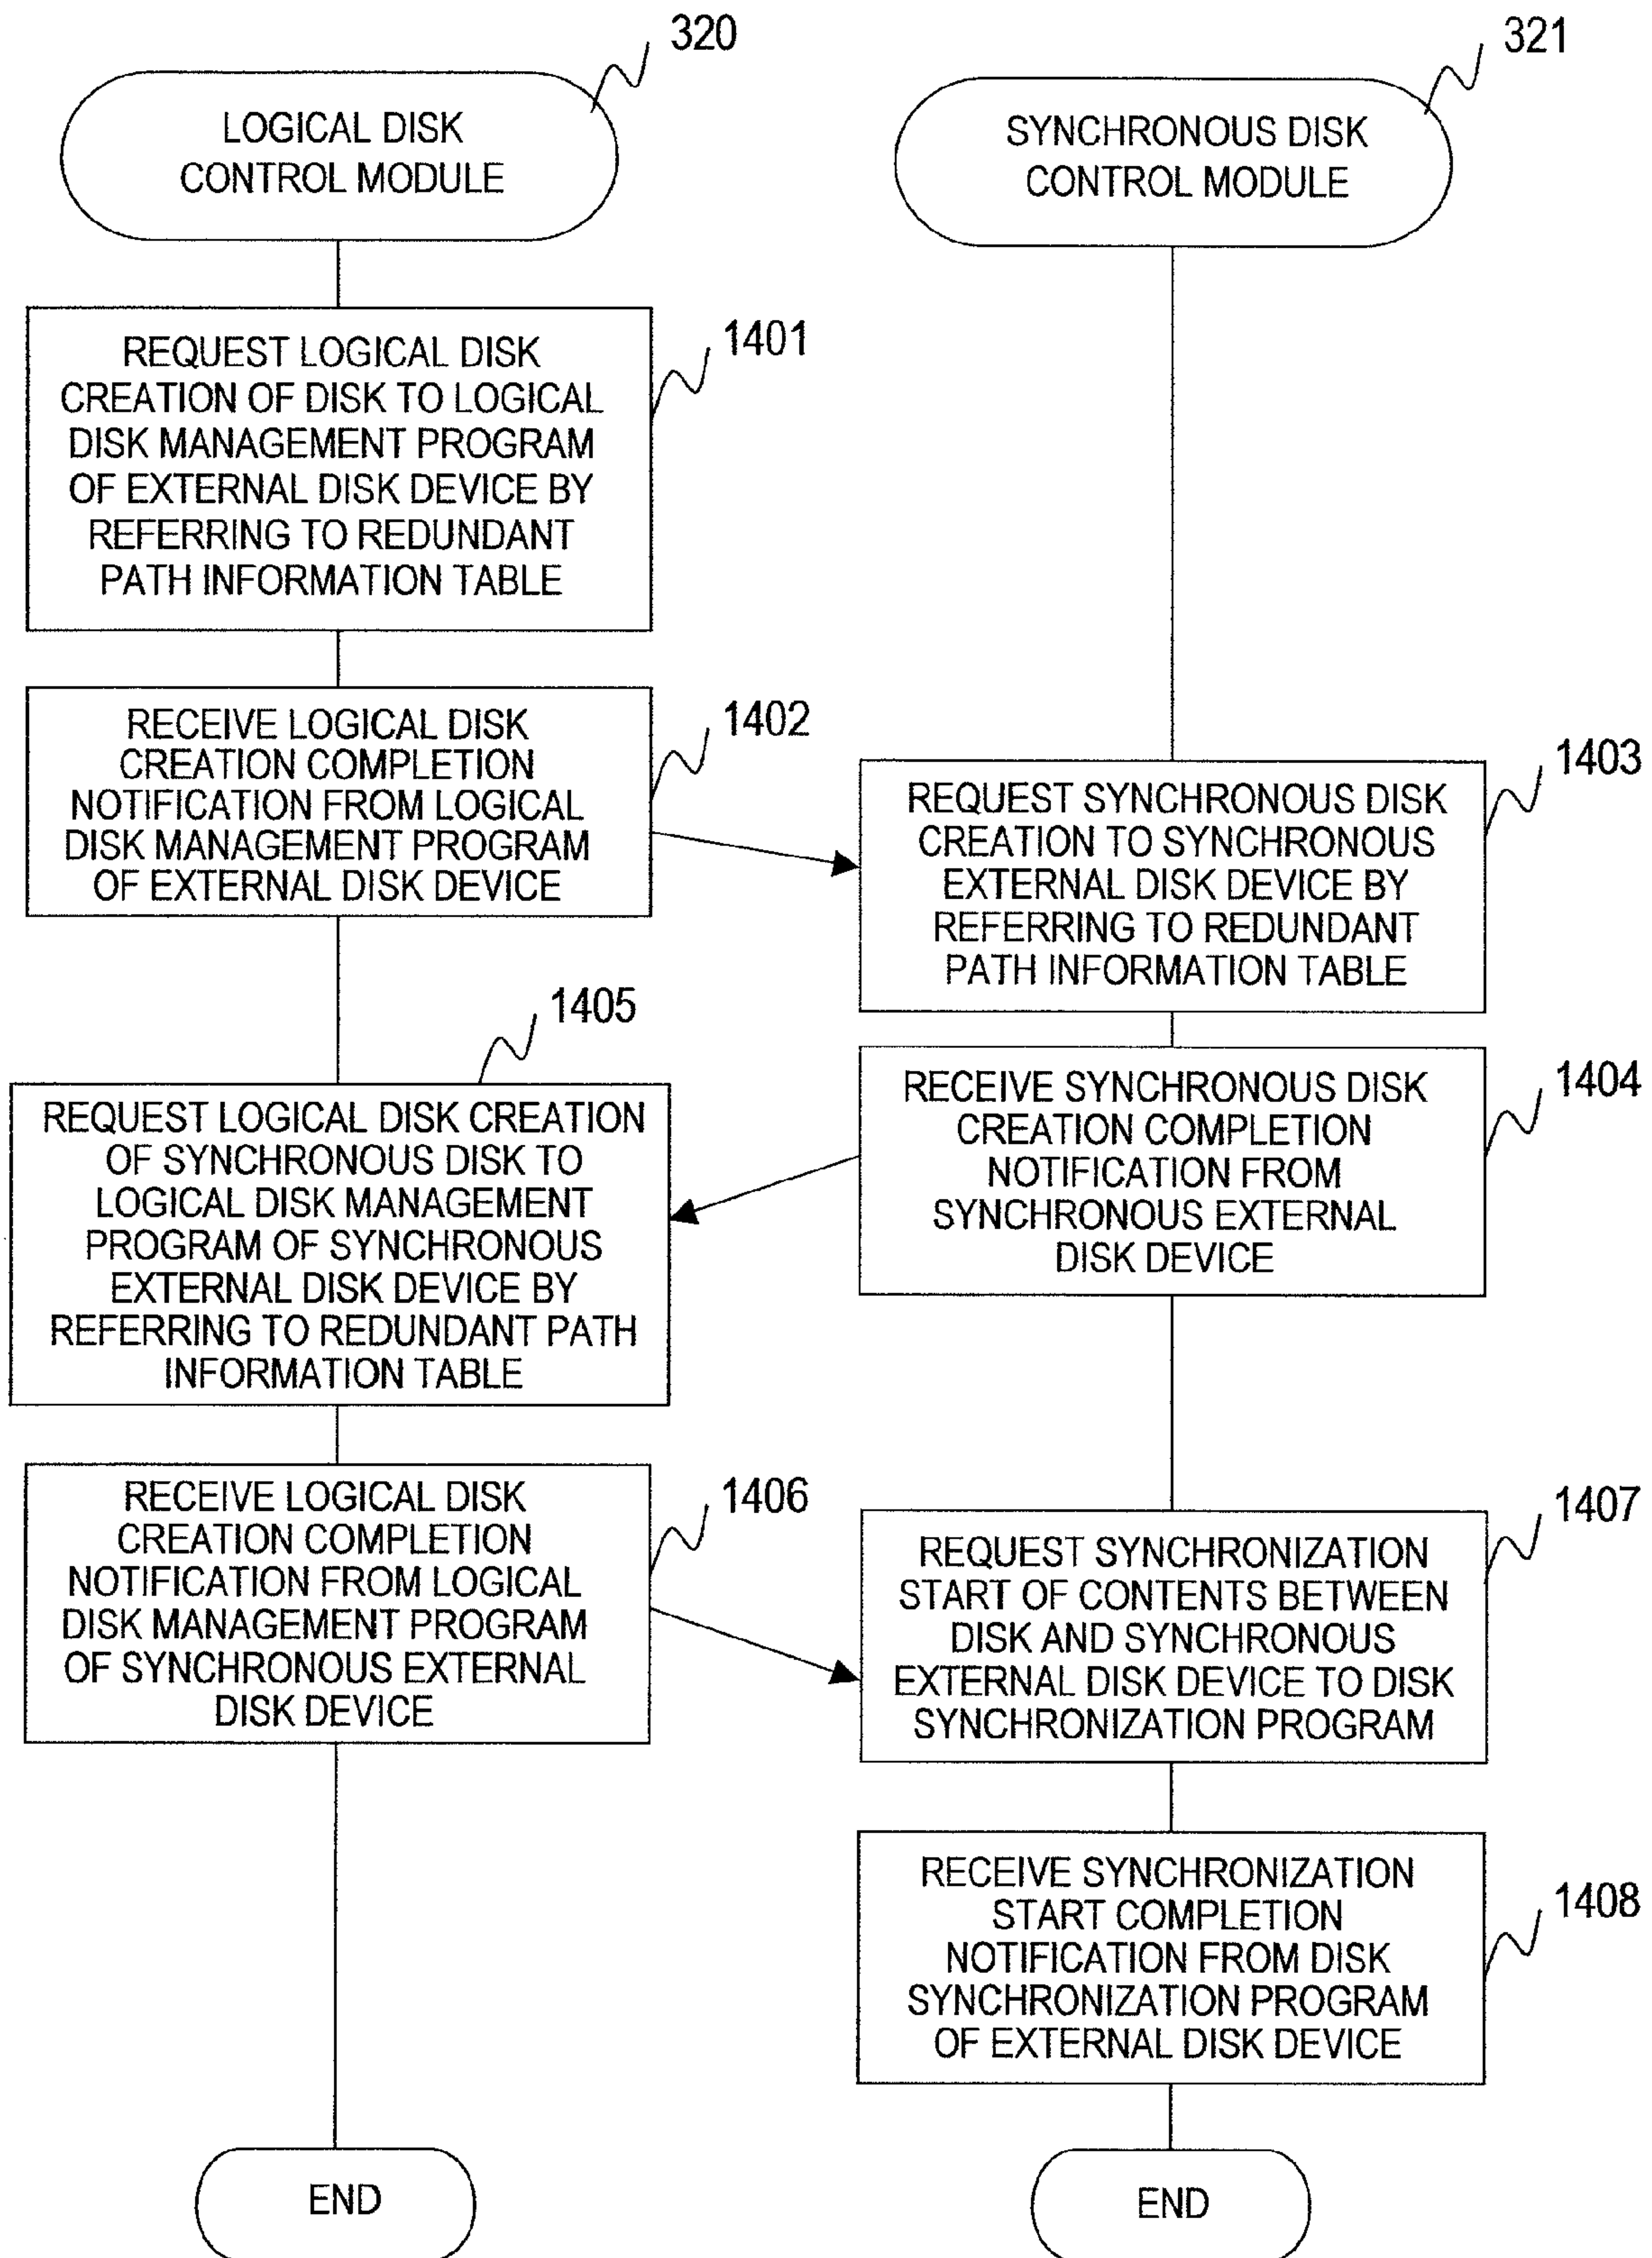 320
LOGICAL DISK
CONTROL MODULE
321
SYNCHRONOUS DISK
CONTROL MODULE
1401
REQUEST LOGICAL DISK
CREATION OF DISK TO LOGICAL
DISK MANAGEMENT PROGRAM
OF EXTERNAL DISK DEVICE BY
REFERRING TO REDUNDANT
PATH INFORMATION TABLE
1402
RECEIVE LOGICAL DISK
CREATION COMPLETION
NOTIFICATION FROM LOGICAL
DISK MANAGEMENT PROGRAM
OF EXTERNAL DISK DEVICE
1403
REQUEST SYNCHRONOUS DISK
CREATION TO SYNCHRONOUS
EXTERNAL DISK DEVICE BY
REFERRING TO REDUNDANT
PATH INFORMATION TABLE
1404
RECEIVE SYNCHRONOUS DISK
CREATION COMPLETION
NOTIFICATION FROM
SYNCHRONOUS EXTERNAL
DISK DEVICE
1405
REQUEST LOGICAL DISK CREATION
OF SYNCHRONOUS DISK TO
LOGICAL DISK MANAGEMENT
PROGRAM OF SYNCHRONOUS
EXTERNAL DISK DEVICE BY
REFERRING TO REDUNDANT PATH
INFORMATION TABLE
1406
RECEIVE LOGICAL DISK
CREATION COMPLETION
NOTIFICATION FROM LOGICAL
DISK MANAGEMENT PROGRAM
OF SYNCHRONOUS EXTERNAL
DISK DEVICE
1407
REQUEST SYNCHRONIZATION
START OF CONTENTS BETWEEN
DISK AND SYNCHRONOUS
EXTERNAL DISK DEVICE TO DISK
SYNCHRONIZATION PROGRAM
1408
RECEIVE SYNCHRONIZATION
START COMPLETION
NOTIFICATION FROM DISK
SYNCHRONIZATION PROGRAM
OF EXTERNAL DISK DEVICE
END
END